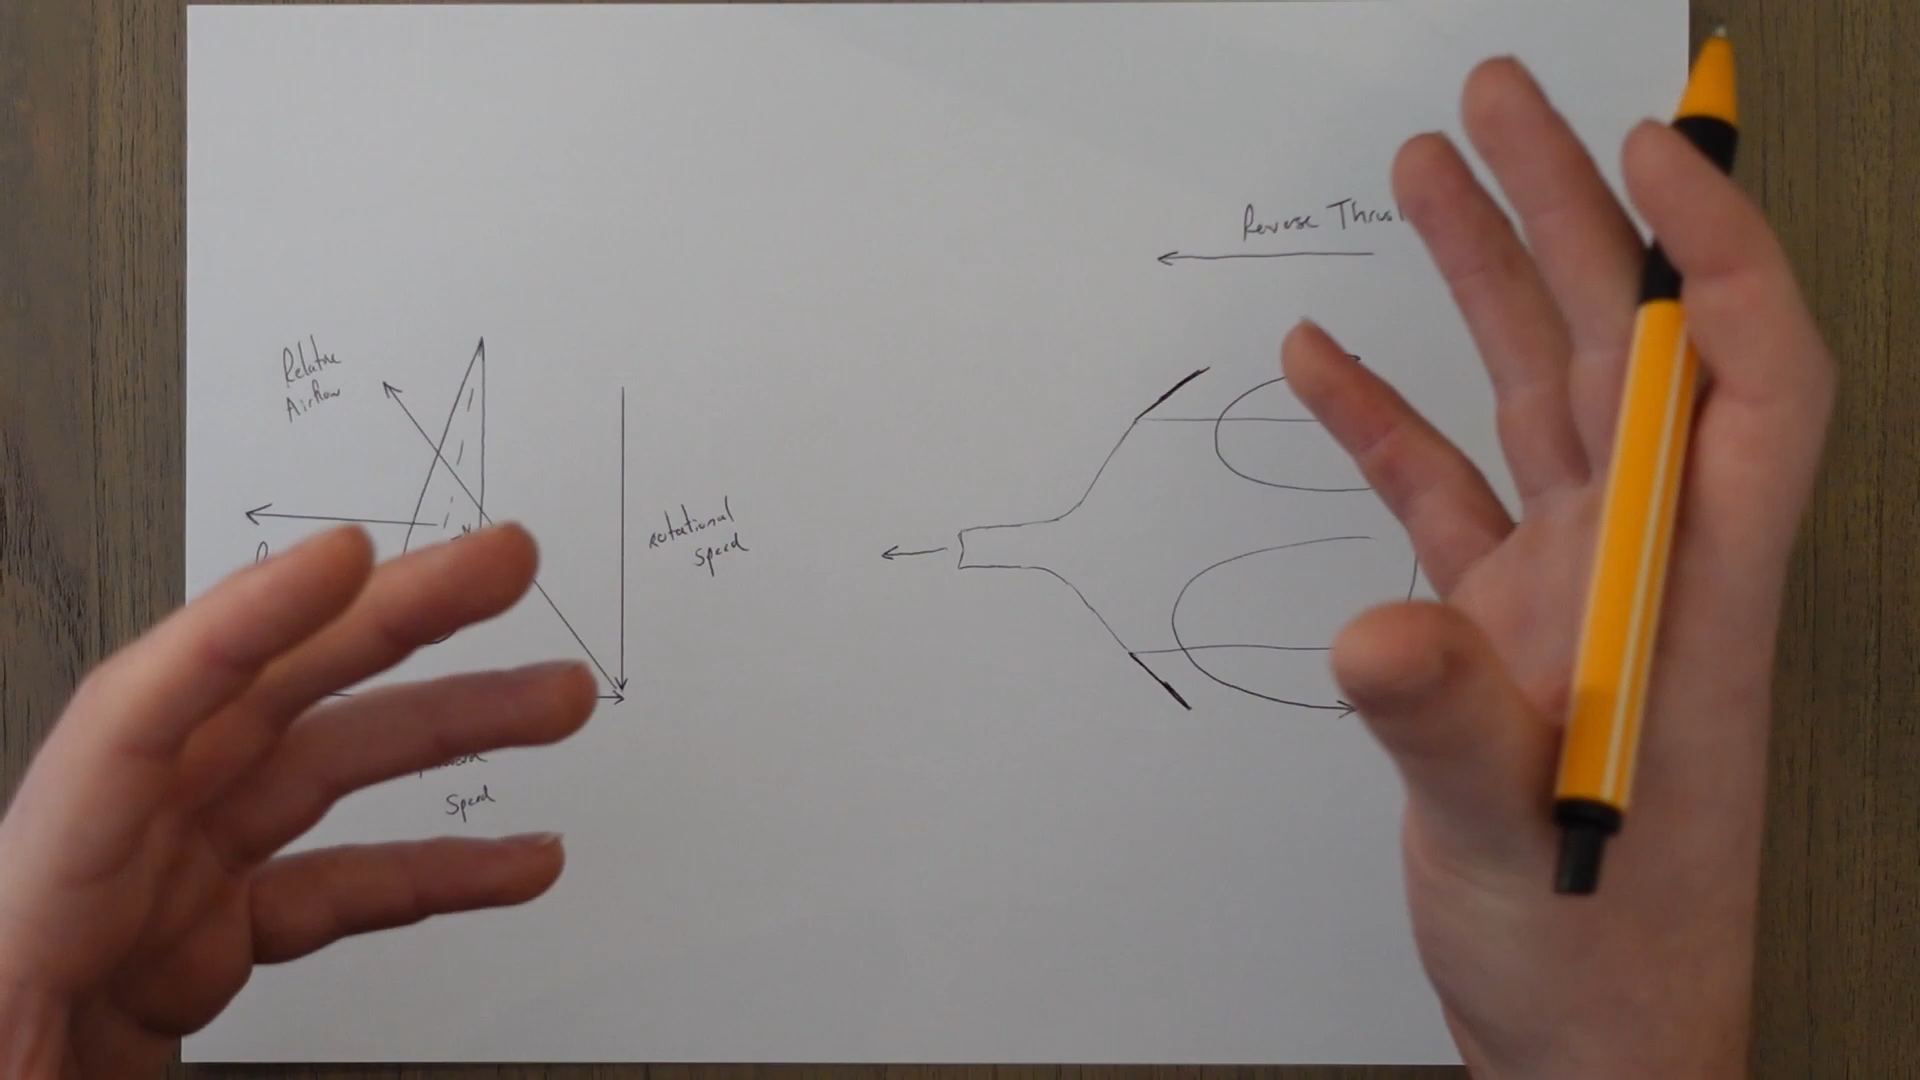 Reverse Thrust
Relative
Airflow
rotational
speed
Speed